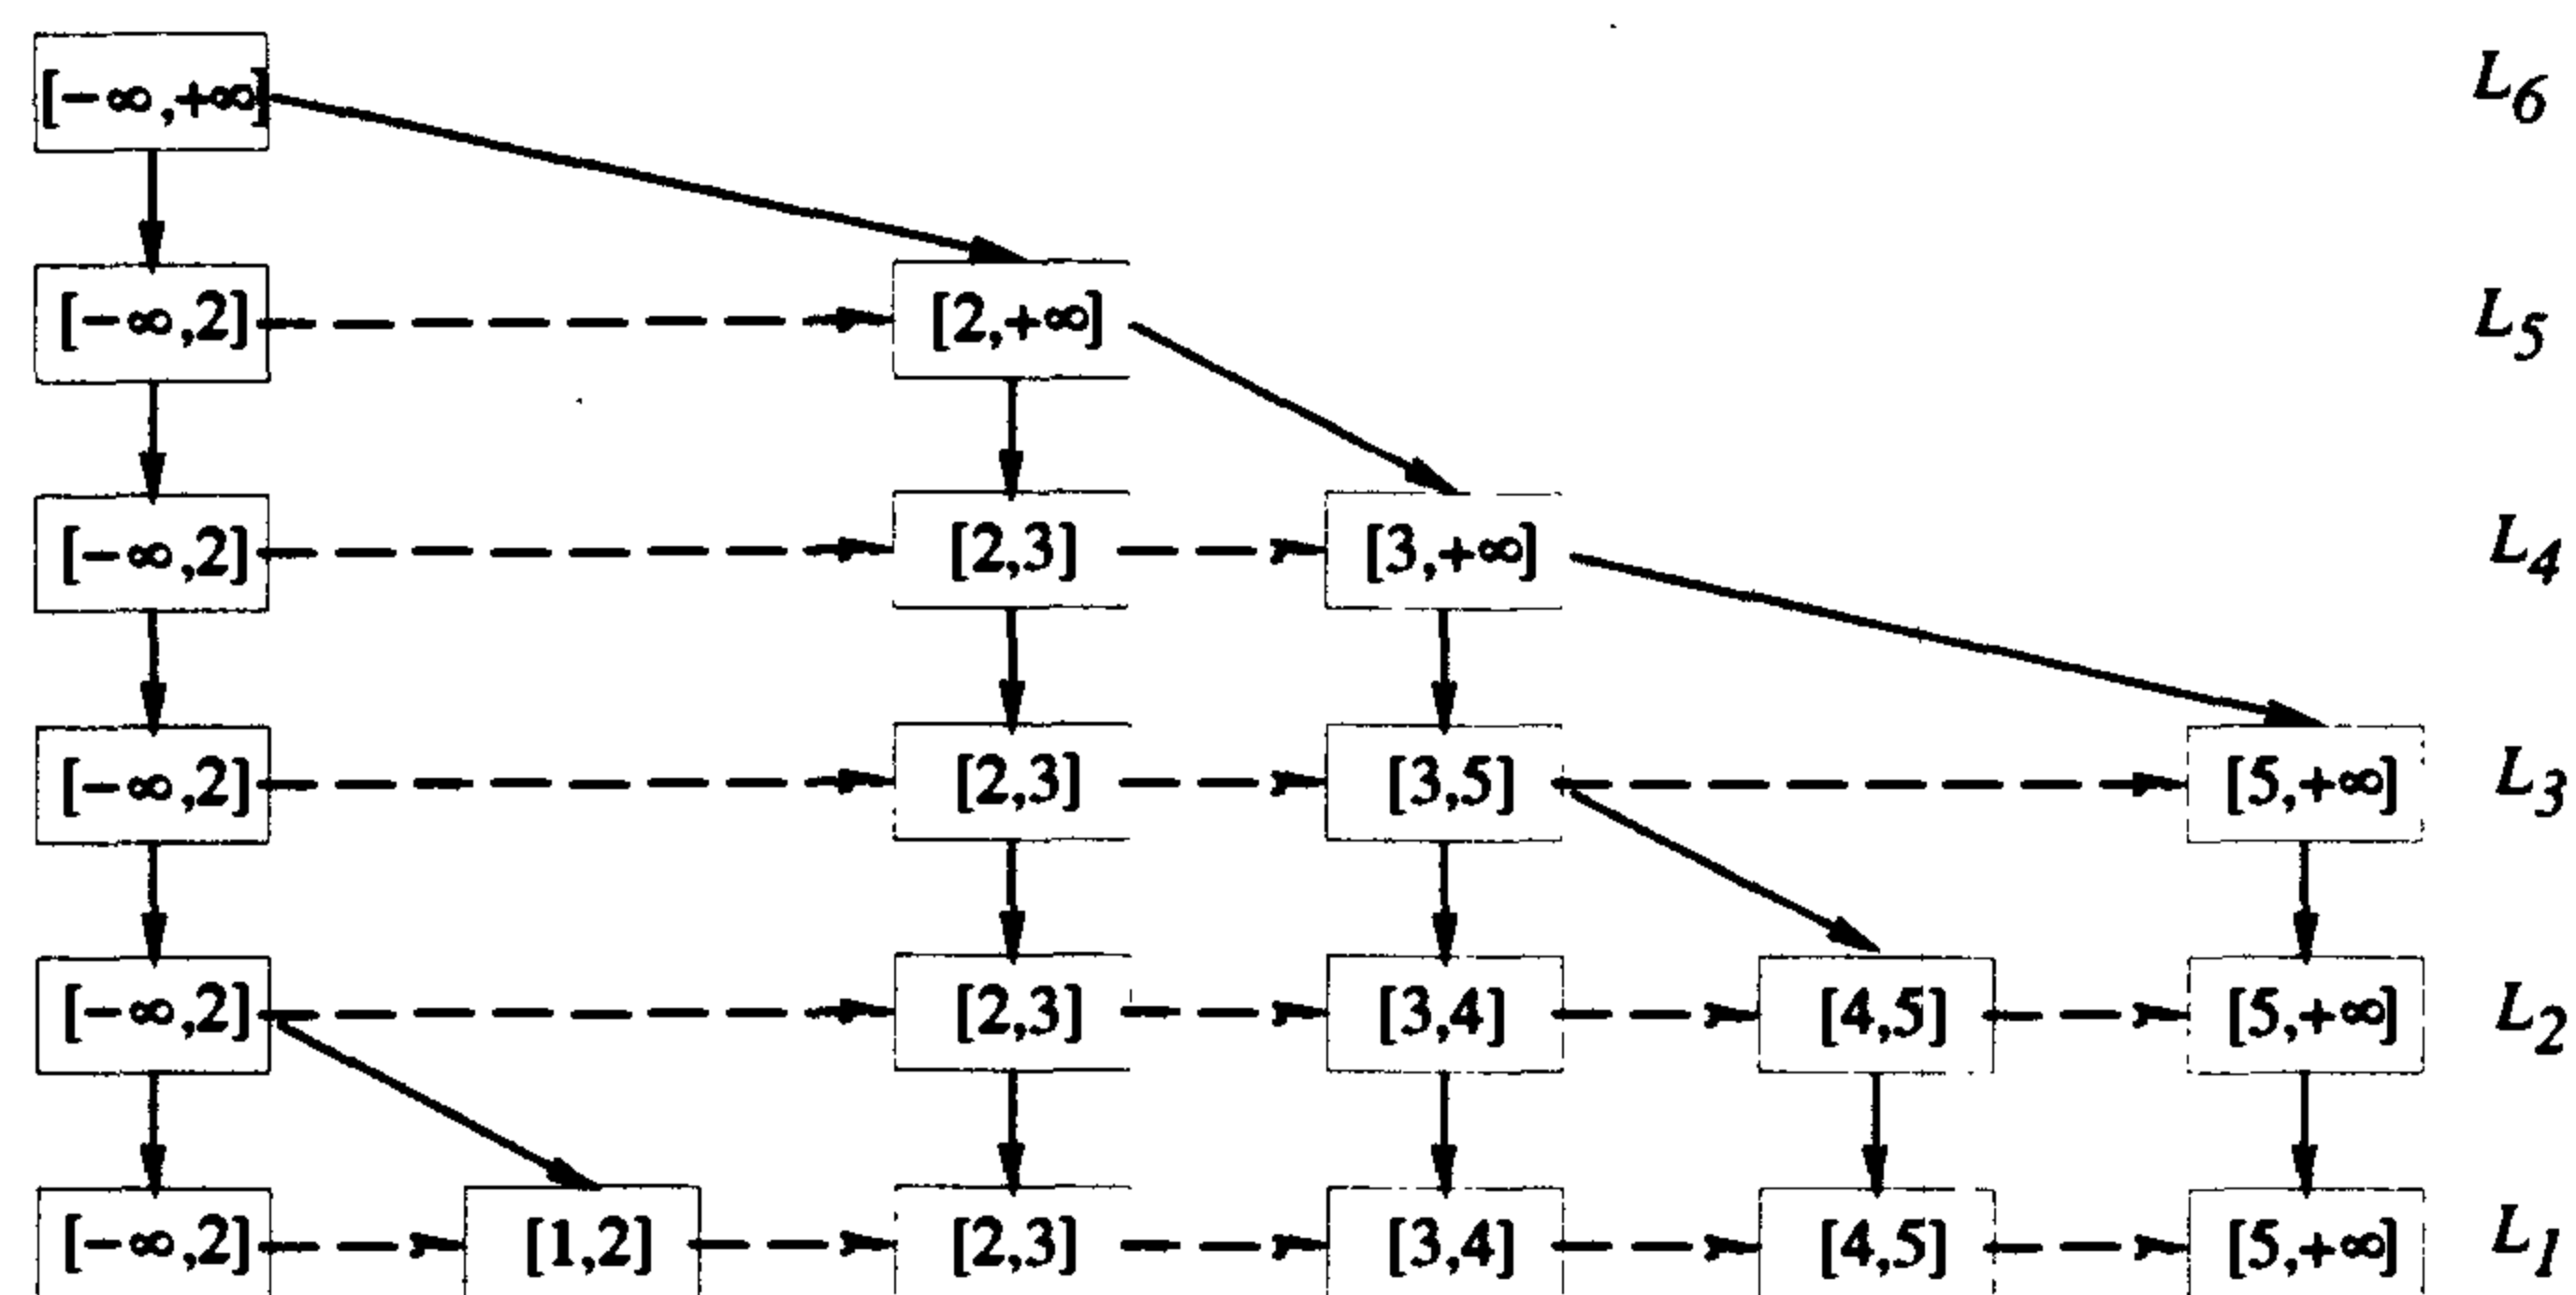 [−∞,+∞] L6
[−∞,2] [2,+∞] L5
[−∞,2] [2,3] [3,+∞] L4
[−∞,2] [2,3] [3,5] [5,+∞] L3
[−∞,2] [2,3] [3,4] [4,5] [5,+∞] L2
[−∞,2] [1,2] [2,3] [3,4] [4,5] [5,+∞] L1